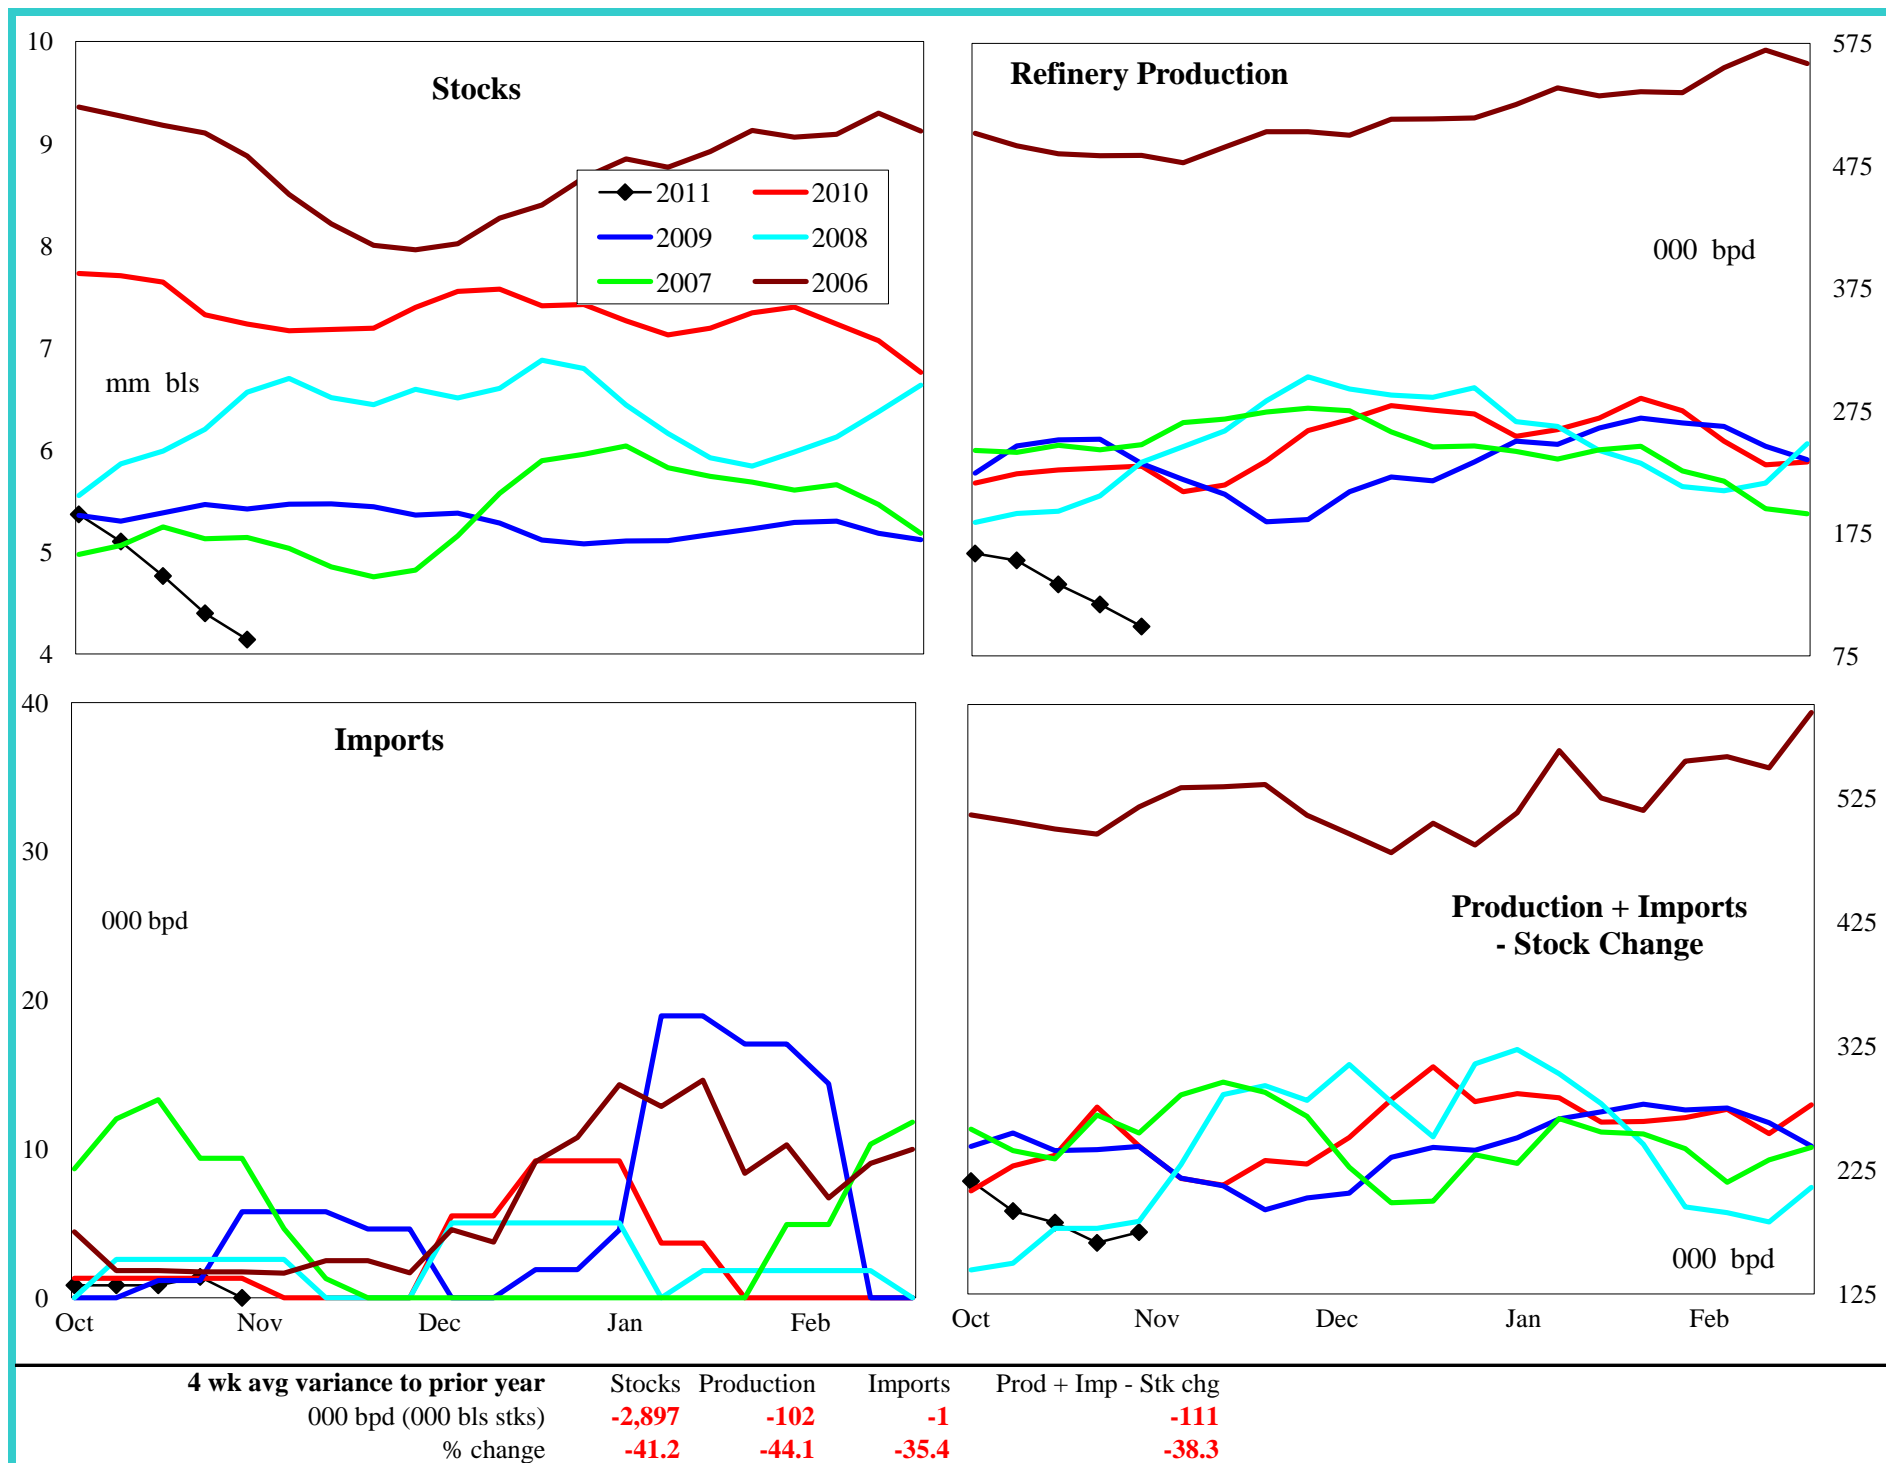 Stocks
10
9
8
7
6
5
4
mm bls
2011
2010
2009
2008
2007
2006
Refinery Production
000 bpd
575
475
375
275
175
75
Imports
40
30
20
10
0
000 bpd
Oct Nov Dec Jan Feb
Production + Imports
- Stock Change
525
425
325
225
125
000 bpd
Oct Nov Dec Jan Feb
4 wk avg variance to prior year Stocks Production Imports Prod + Imp - Stk chg
000 bpd (000 bls stks) -2,897 -102 -1 -111
% change -41.2 -44.1 -35.4 -38.3